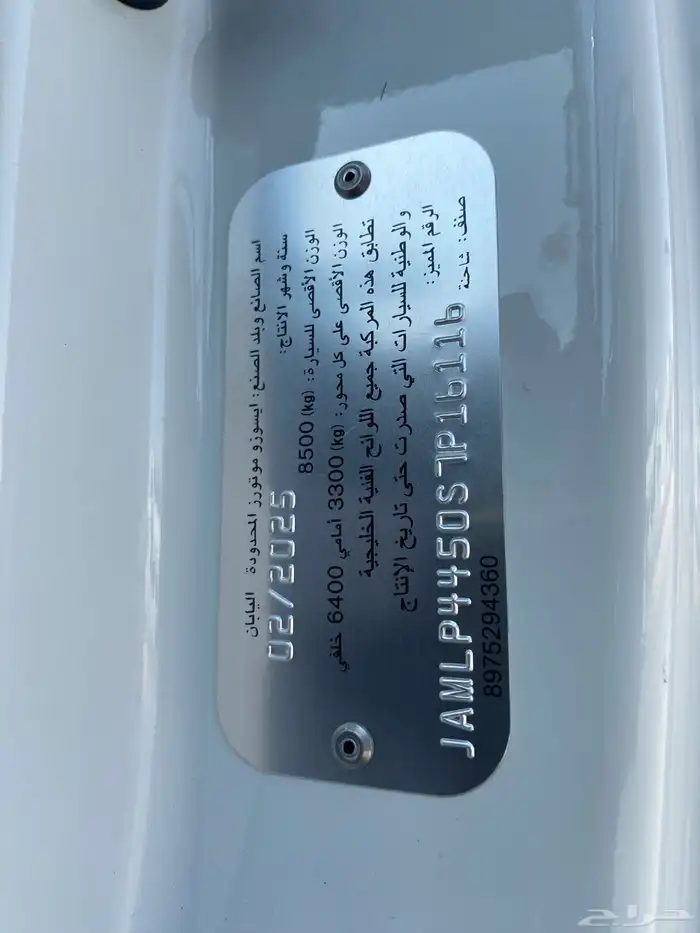 اسم الصانع وبلد الصنع: ايسوزو موتورز المحدودة اليابان
سنة وشهر الانتاج: 02/2025
الوزن الأقصى للسيارة: (kg) 8500
الوزن الأقصى على كل محور: (kg) 3300 أمامي 6400 خلفي
تطابق هذه المركبة جميع اللوائح الفنية الخليجية
والوطنية للسيارات التي صدرت حتى تاريخ الإنتاج
الرقم المميز: JAMLP4450S7P16116
صنف: شاحنة
8975294360
حراج